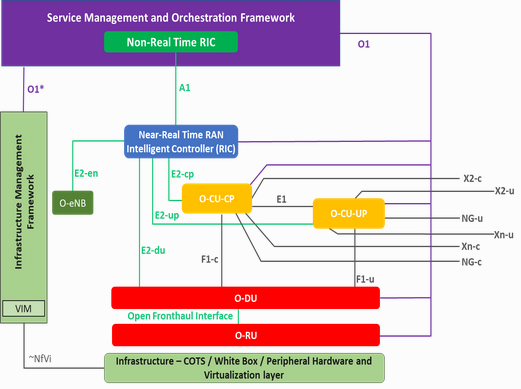 Service Management and Orchestration Framework
Non-Real Time RIC
O1
O1*
A1
Near-Real Time RAN
Intelligent Controller (RIC)
Infrastructure Management
Framework
E2-en
E2-cp
X2-c
O-eNB
O-CU-CP
E1
X2-u
O-CU-UP
E2-up
NG-u
Xn-u
E2-du
Xn-c
F1-c
NG-c
F1-u
O-DU
VIM
Open Fronthaul Interface
O-RU
~NfVi
Infrastructure – COTS / White Box / Peripheral Hardware and
Virtualization layer